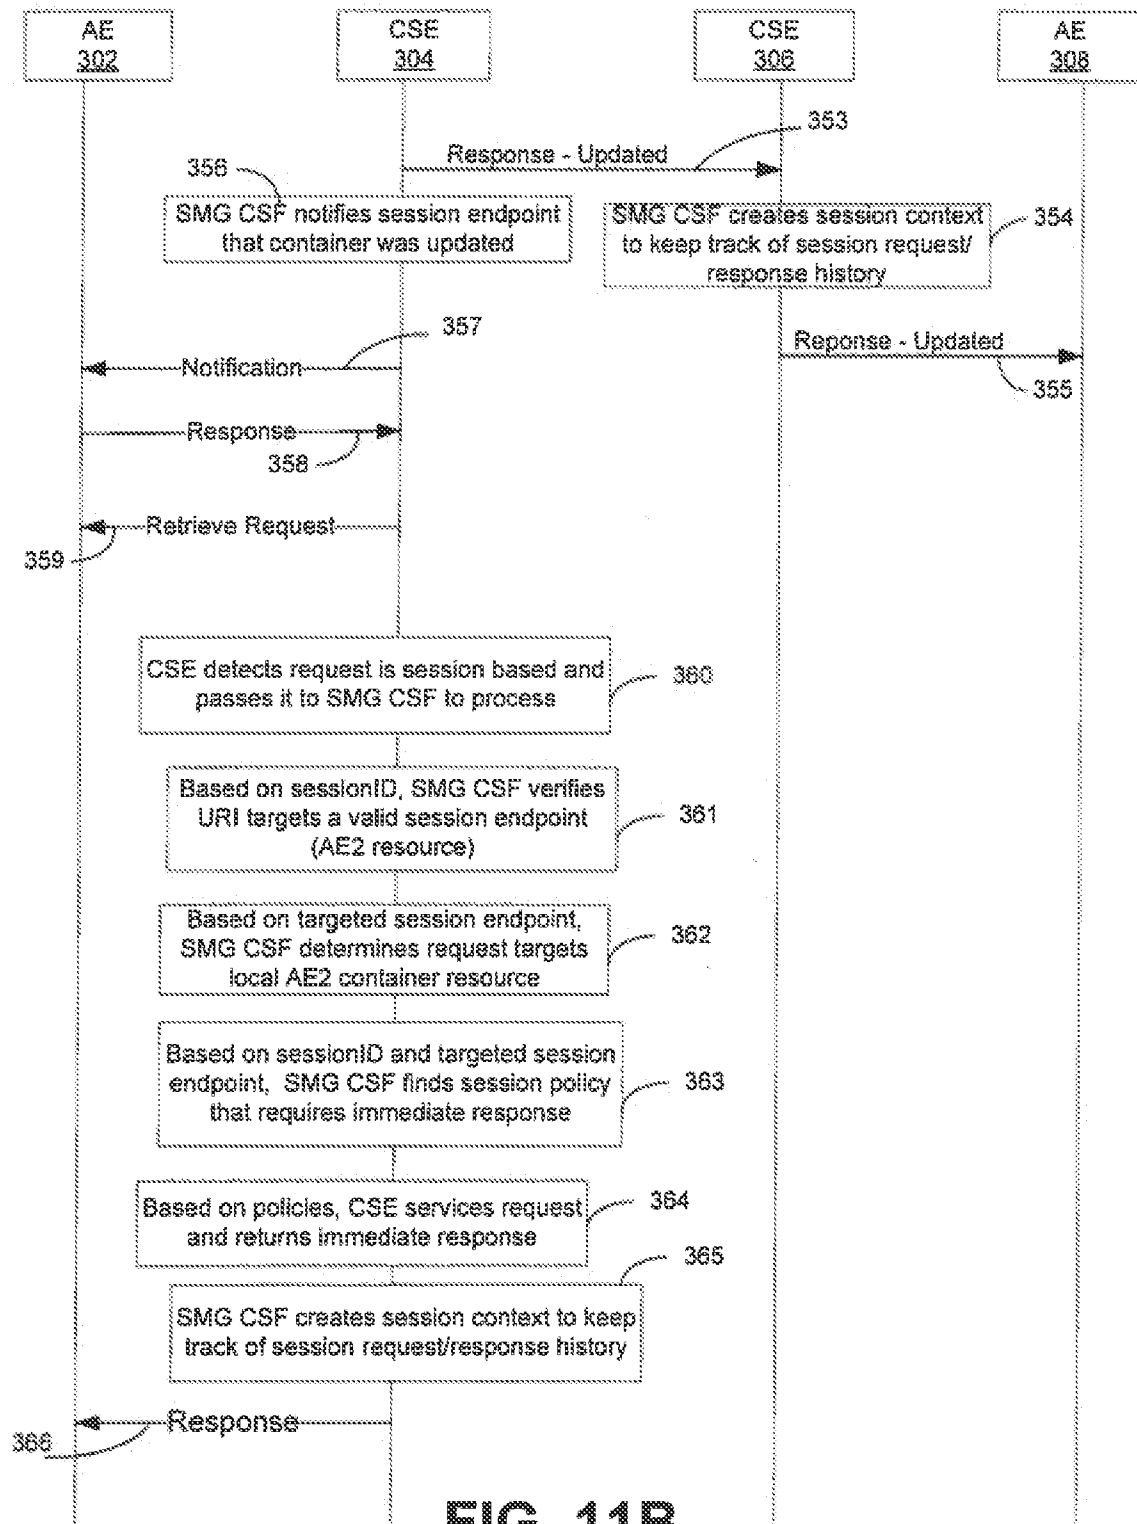 AE
302
CSE
304
CSE
306
AE
308
353
Response - Updated
356
SMG CSF notifies session endpoint
that container was updated
SMG CSF creates session context
to keep track of session request/
response history
354
357
Notification
Reponse - Updated
355
Response
358
Retrieve Request
359
CSE detects request is session based and
passes it to SMG CSF to process
360
Based on sessionID, SMG CSF verifies
URI targets a valid session endpoint
(AE2 resource)
361
Based on targeted session endpoint,
SMG CSF determines request targets
local AE2 container resource
362
Based on sessionID and targeted session
endpoint, SMG CSF finds session policy
that requires immediate response
363
Based on policies, CSE services request
and returns immediate response
364
365
SMG CSF creates session context to keep
track of session request/response history
Response
366
FIG. 11B